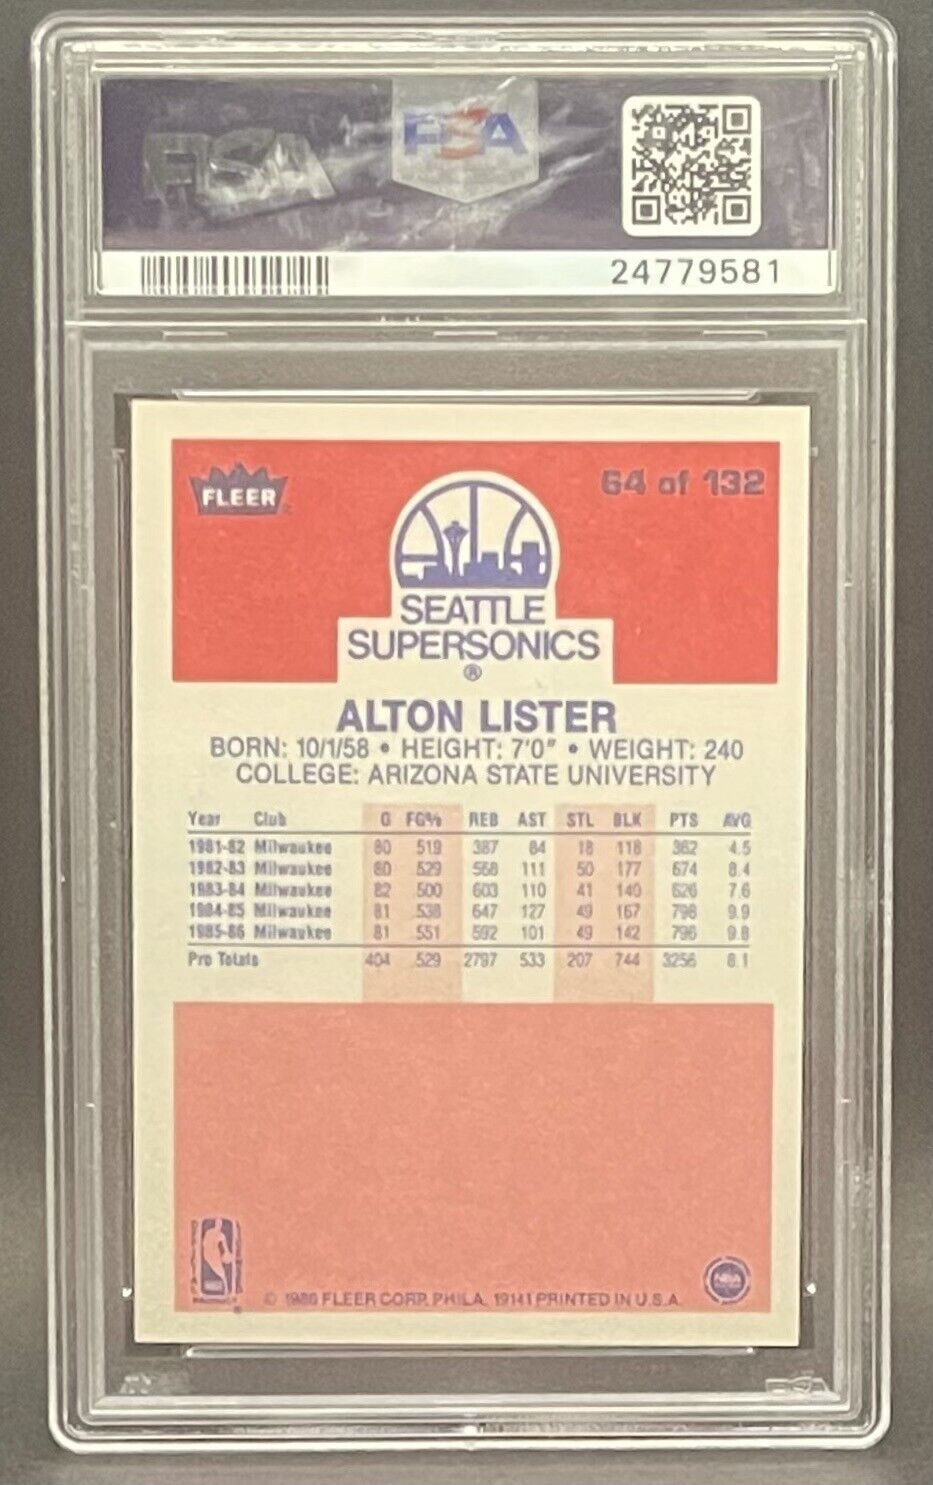 PSA
PSA
24779581
FLEER
64 of 132
SEATTLE
SUPERSONICS
®
ALTON LISTER
BORN: 10/1/58 • HEIGHT: 7'0" • WEIGHT: 240
COLLEGE: ARIZONA STATE UNIVERSITY
Year Club G FG% REB AST STL BLK PTS AVG
1981-82 Milwaukee 80 .519 387 84 18 118 362 4.5
1982-83 Milwaukee 80 .529 568 111 50 177 674 8.4
1983-84 Milwaukee 82 .500 603 110 41 140 626 7.6
1984-85 Milwaukee 81 .538 647 127 49 167 798 9.9
1985-86 Milwaukee 81 .551 592 101 49 142 796 9.8
Pro Totals 404 .529 2797 533 207 744 3256 8.1
© 1986 FLEER CORP. PHILA. 19141 PRINTED IN U.S.A.
NBA